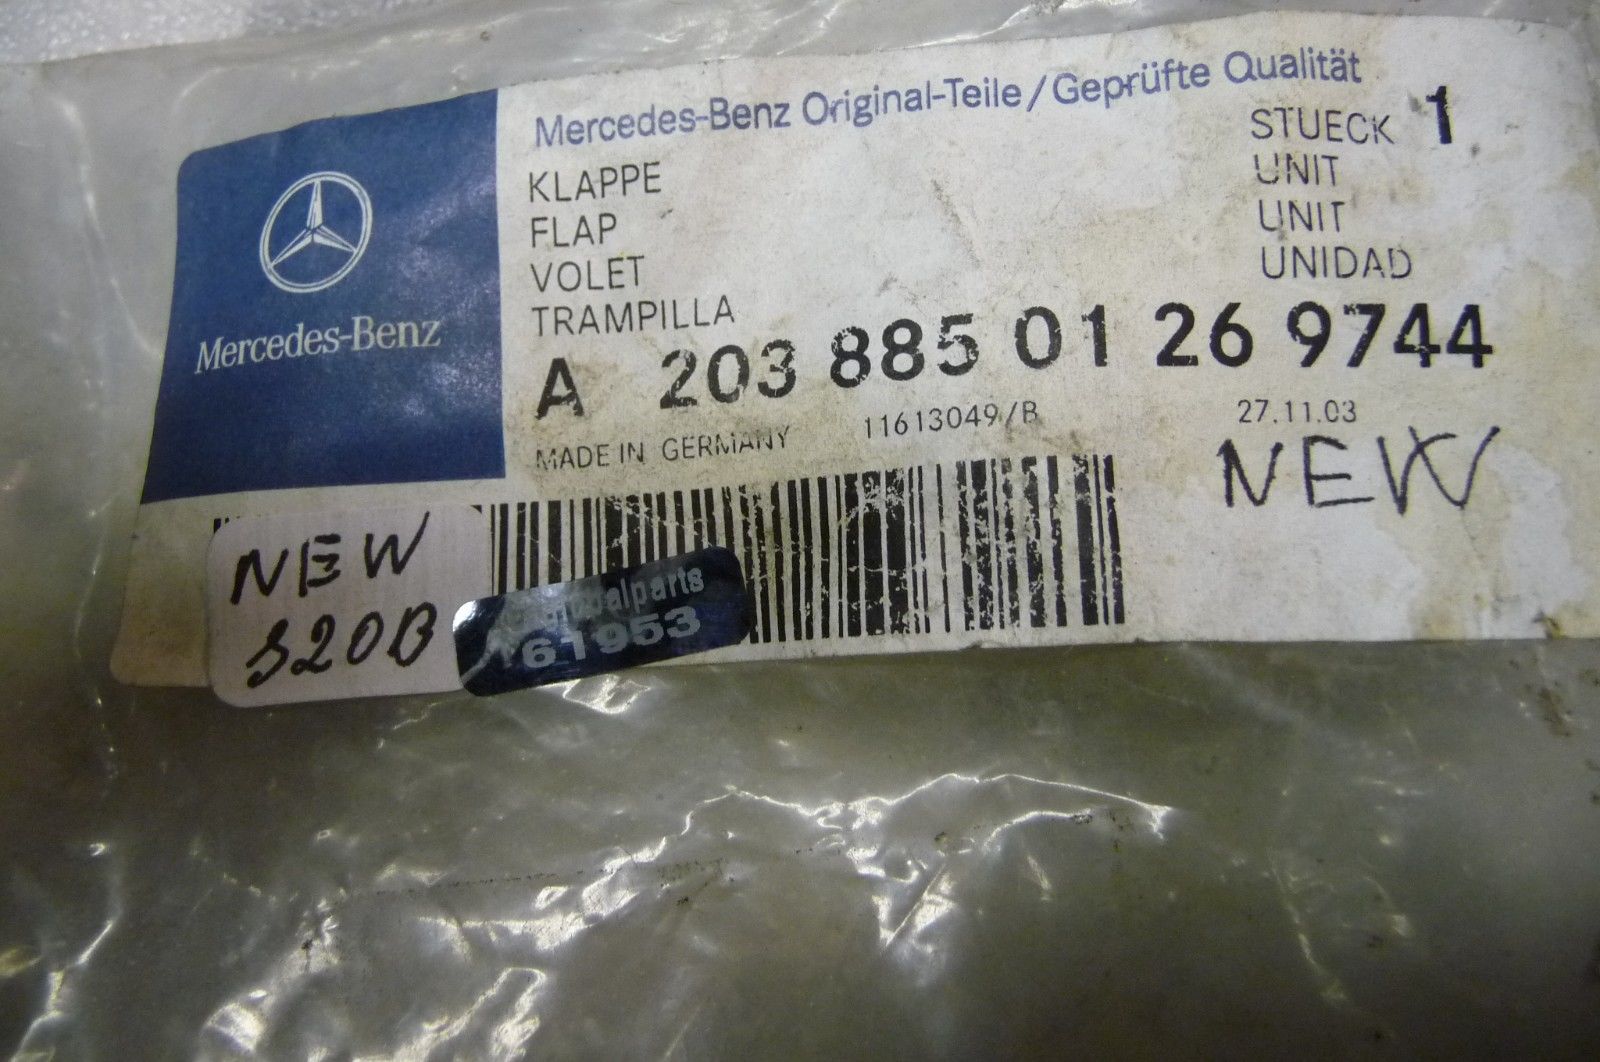 Mercedes-Benz Original-Teile/Geprüfte Qualität
KLAPPE
FLAP
VOLET
TRAMPILLA
STUECK 1
UNIT
UNIT
UNIDAD
Mercedes-Benz
A 203 885 01 26 9744
MADE IN GERMANY 11613049/B 27.11.03
NEW
NEW
S20B
161953